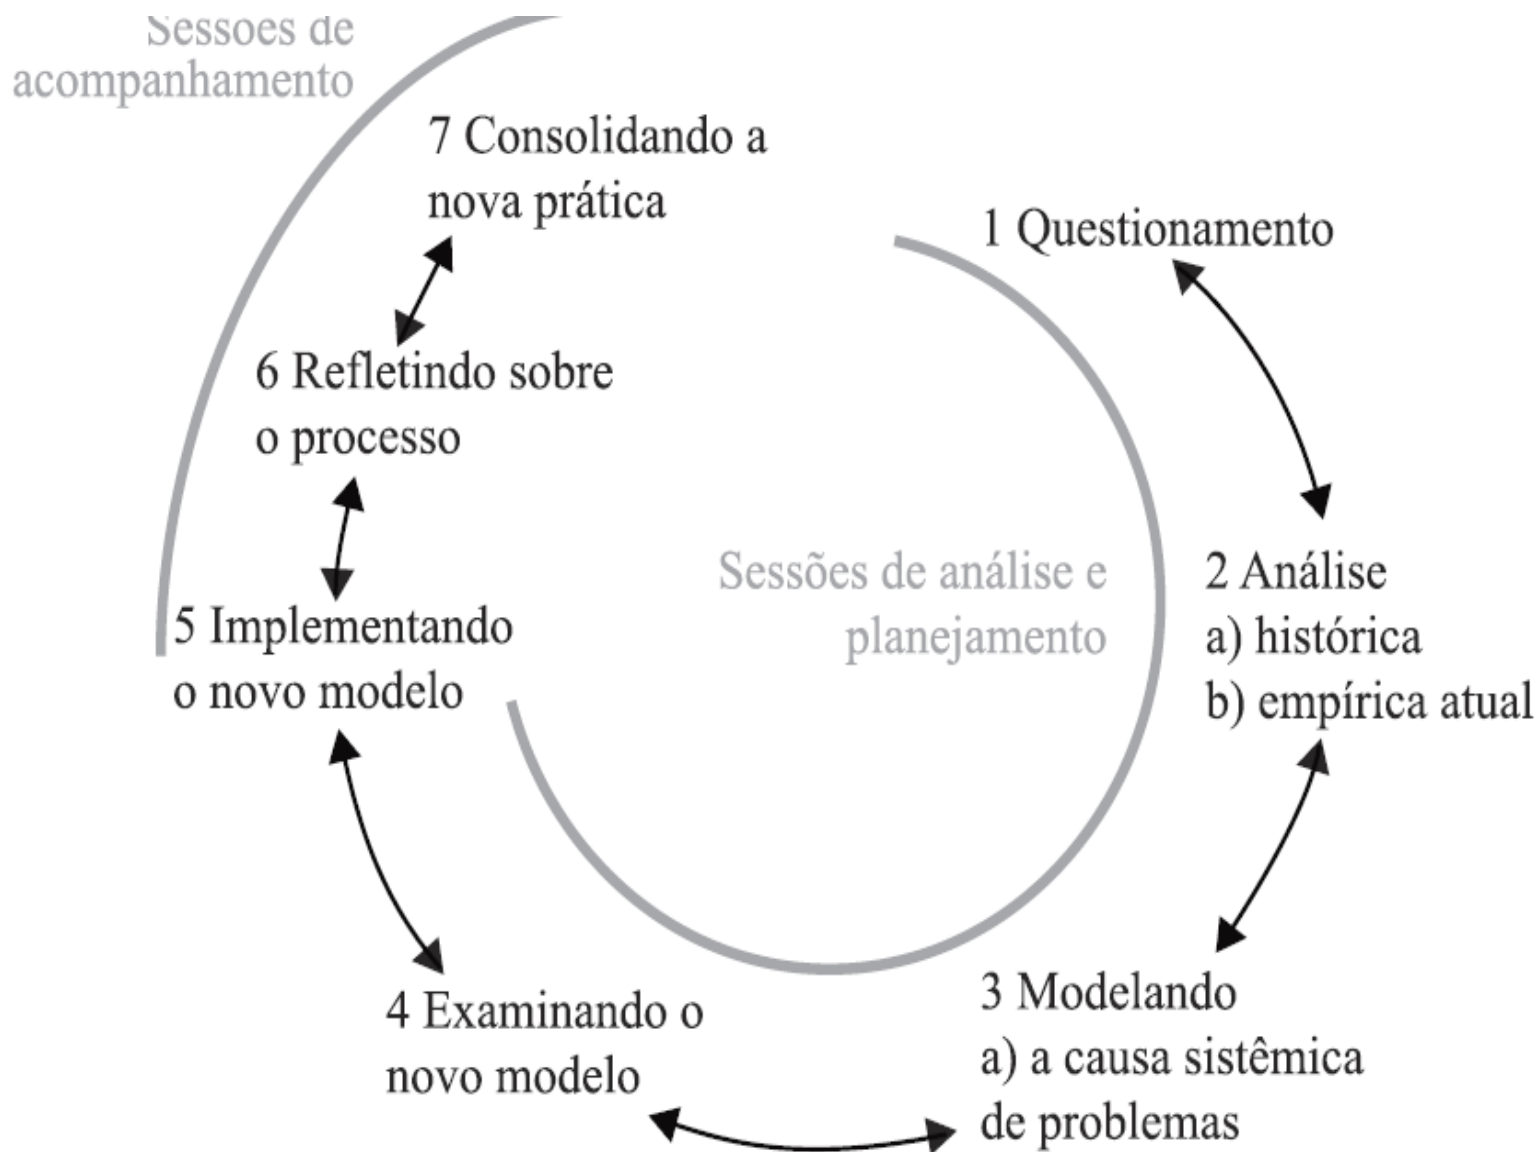 Sessões de
acompanhamento
7 Consolidando a
nova prática
1 Questionamento
6 Refletindo sobre
o processo
Sessões de análise e
planejamento
2 Análise
a) histórica
b) empírica atual
5 Implementando
o novo modelo
3 Modelando
a) a causa sistêmica
de problemas
4 Examinando o
novo modelo